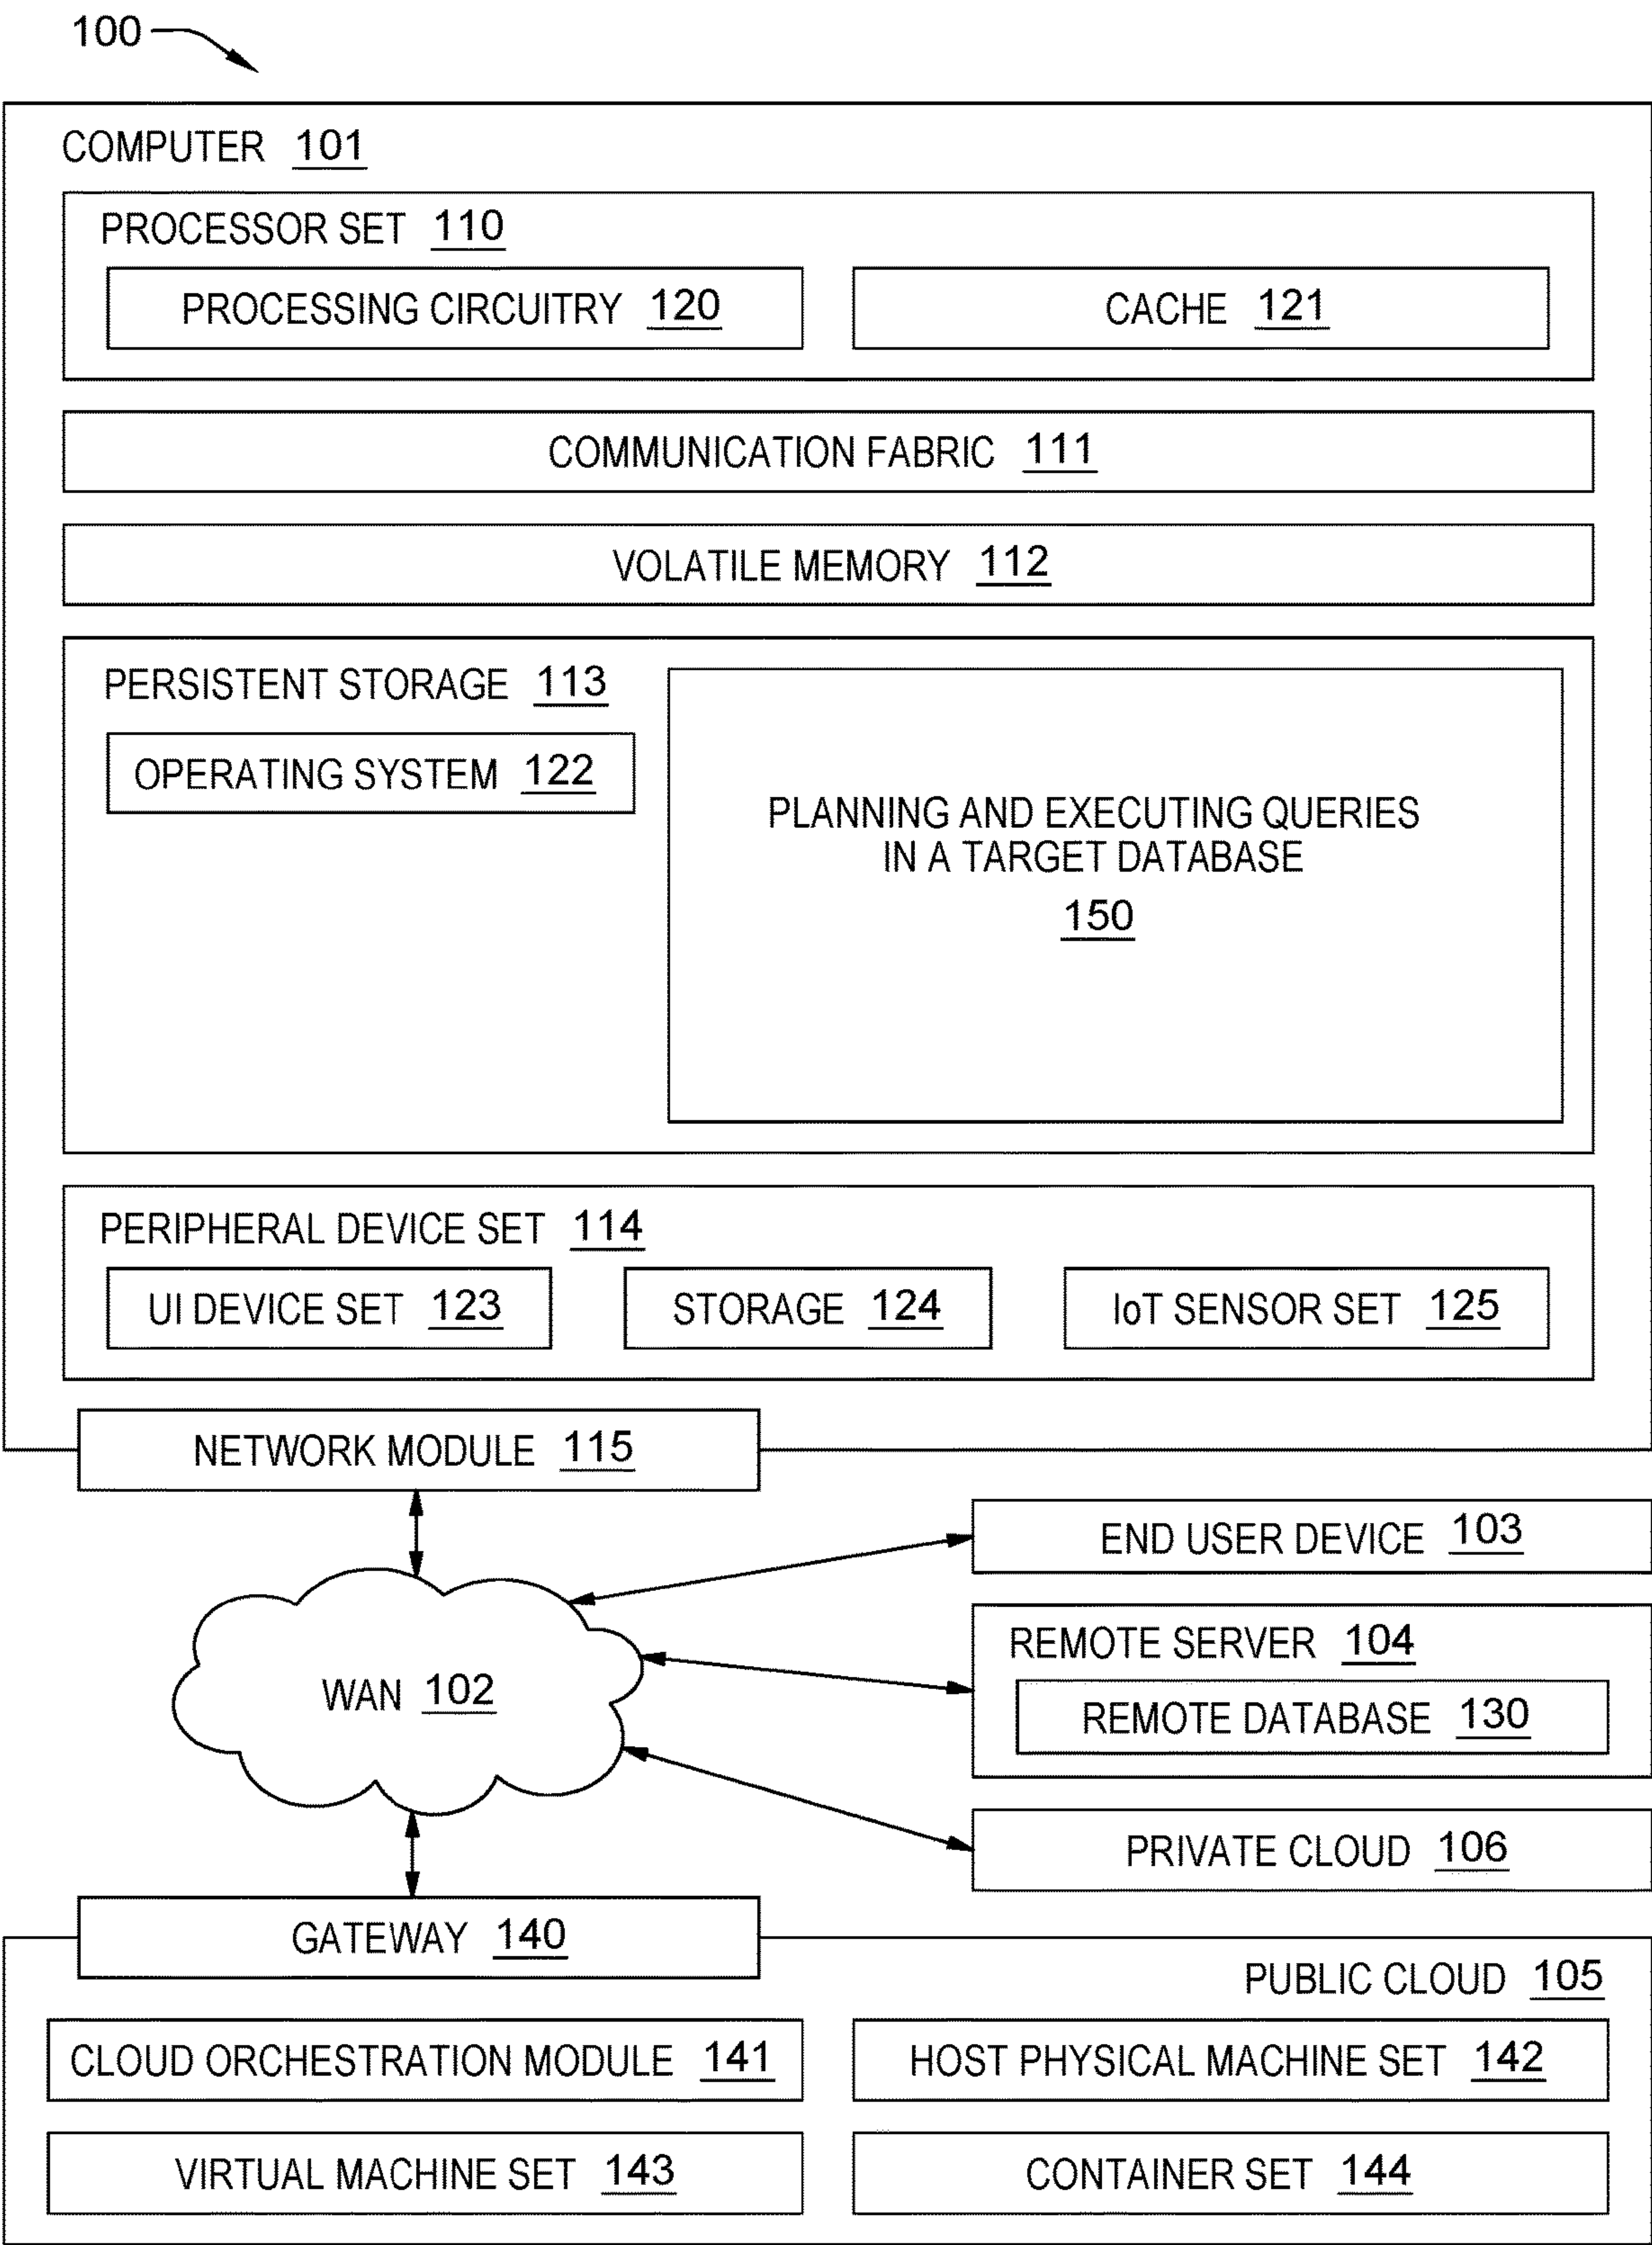 100
COMPUTER 101
PROCESSOR SET 110
PROCESSING CIRCUITRY 120
CACHE 121
COMMUNICATION FABRIC 111
VOLATILE MEMORY 112
PERSISTENT STORAGE 113
OPERATING SYSTEM 122
PLANNING AND EXECUTING QUERIES
IN A TARGET DATABASE
150
PERIPHERAL DEVICE SET 114
UI DEVICE SET 123
STORAGE 124
IoT SENSOR SET 125
NETWORK MODULE 115
END USER DEVICE 103
REMOTE SERVER 104
WAN 102
REMOTE DATABASE 130
PRIVATE CLOUD 106
GATEWAY 140
PUBLIC CLOUD 105
CLOUD ORCHESTRATION MODULE 141
HOST PHYSICAL MACHINE SET 142
VIRTUAL MACHINE SET 143
CONTAINER SET 144